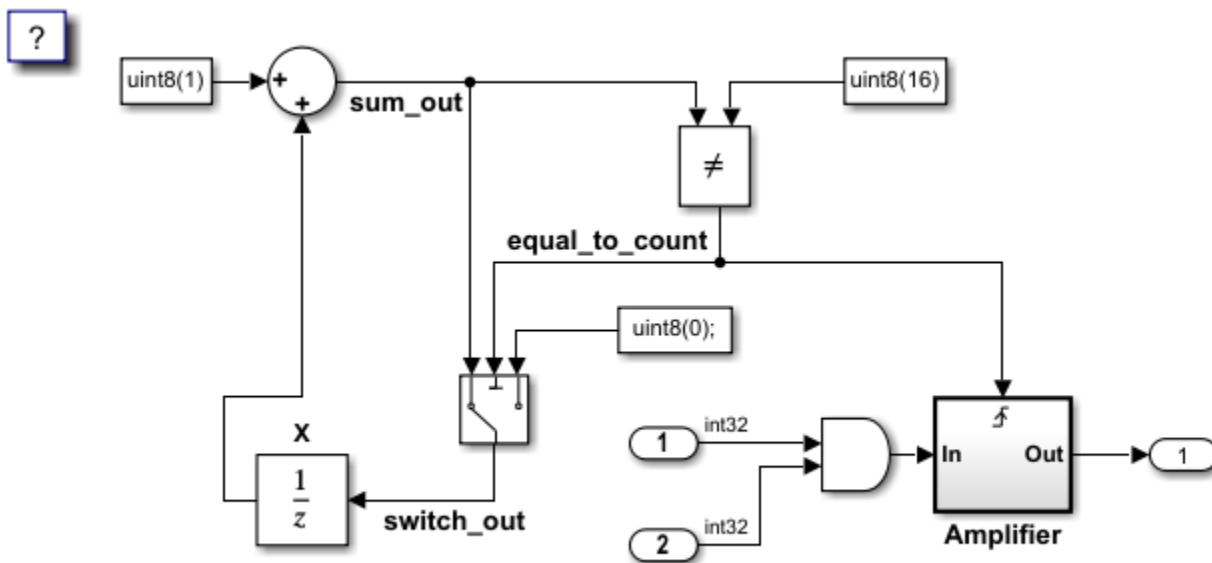 ?
uint8(1)
+
+
sum_out
uint8(16)
≠
equal_to_count
uint8(0);
X
1
z
switch_out
1
int32
2
int32
In
Out
Amplifier
1